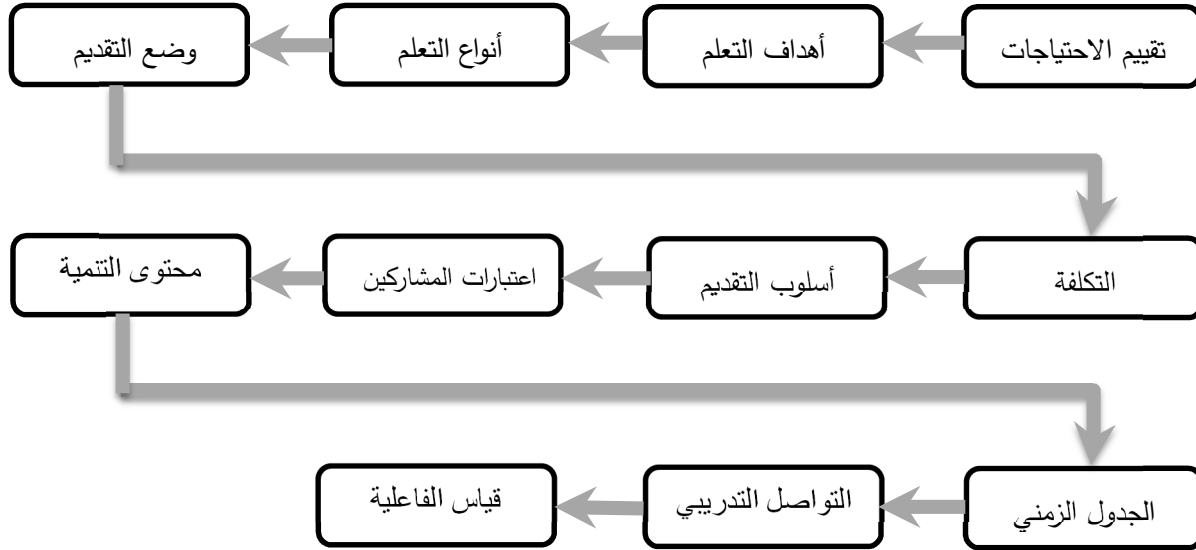 تقييم الاحتياجات
أهداف التعلم
أنواع التعلم
وضع التقديم
التكلفة
أسلوب التقديم
اعتبارات المشاركين
محتوى التنمية
الجدول الزمني
التواصل التدريبي
قياس الفاعلية